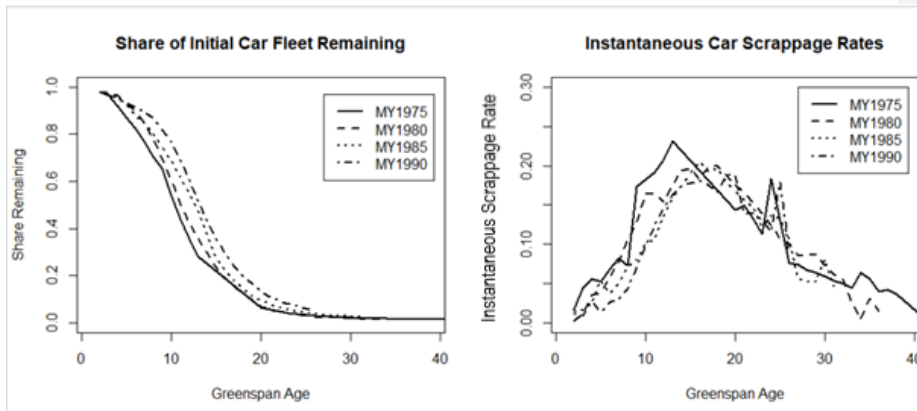 Share of Initial Car Fleet Remaining
Share Remaining
1.0
0.8
0.6
0.4
0.2
0.0
MY1975
MY1980
MY1985
MY1990
0 10 20 30 40
Greenspan Age
Instantaneous Car Scrappage Rates
Instantaneous Scrappage Rate
0.30
0.20
0.10
0.00
MY1975
MY1980
MY1985
MY1990
0 10 20 30 40
Greenspan Age